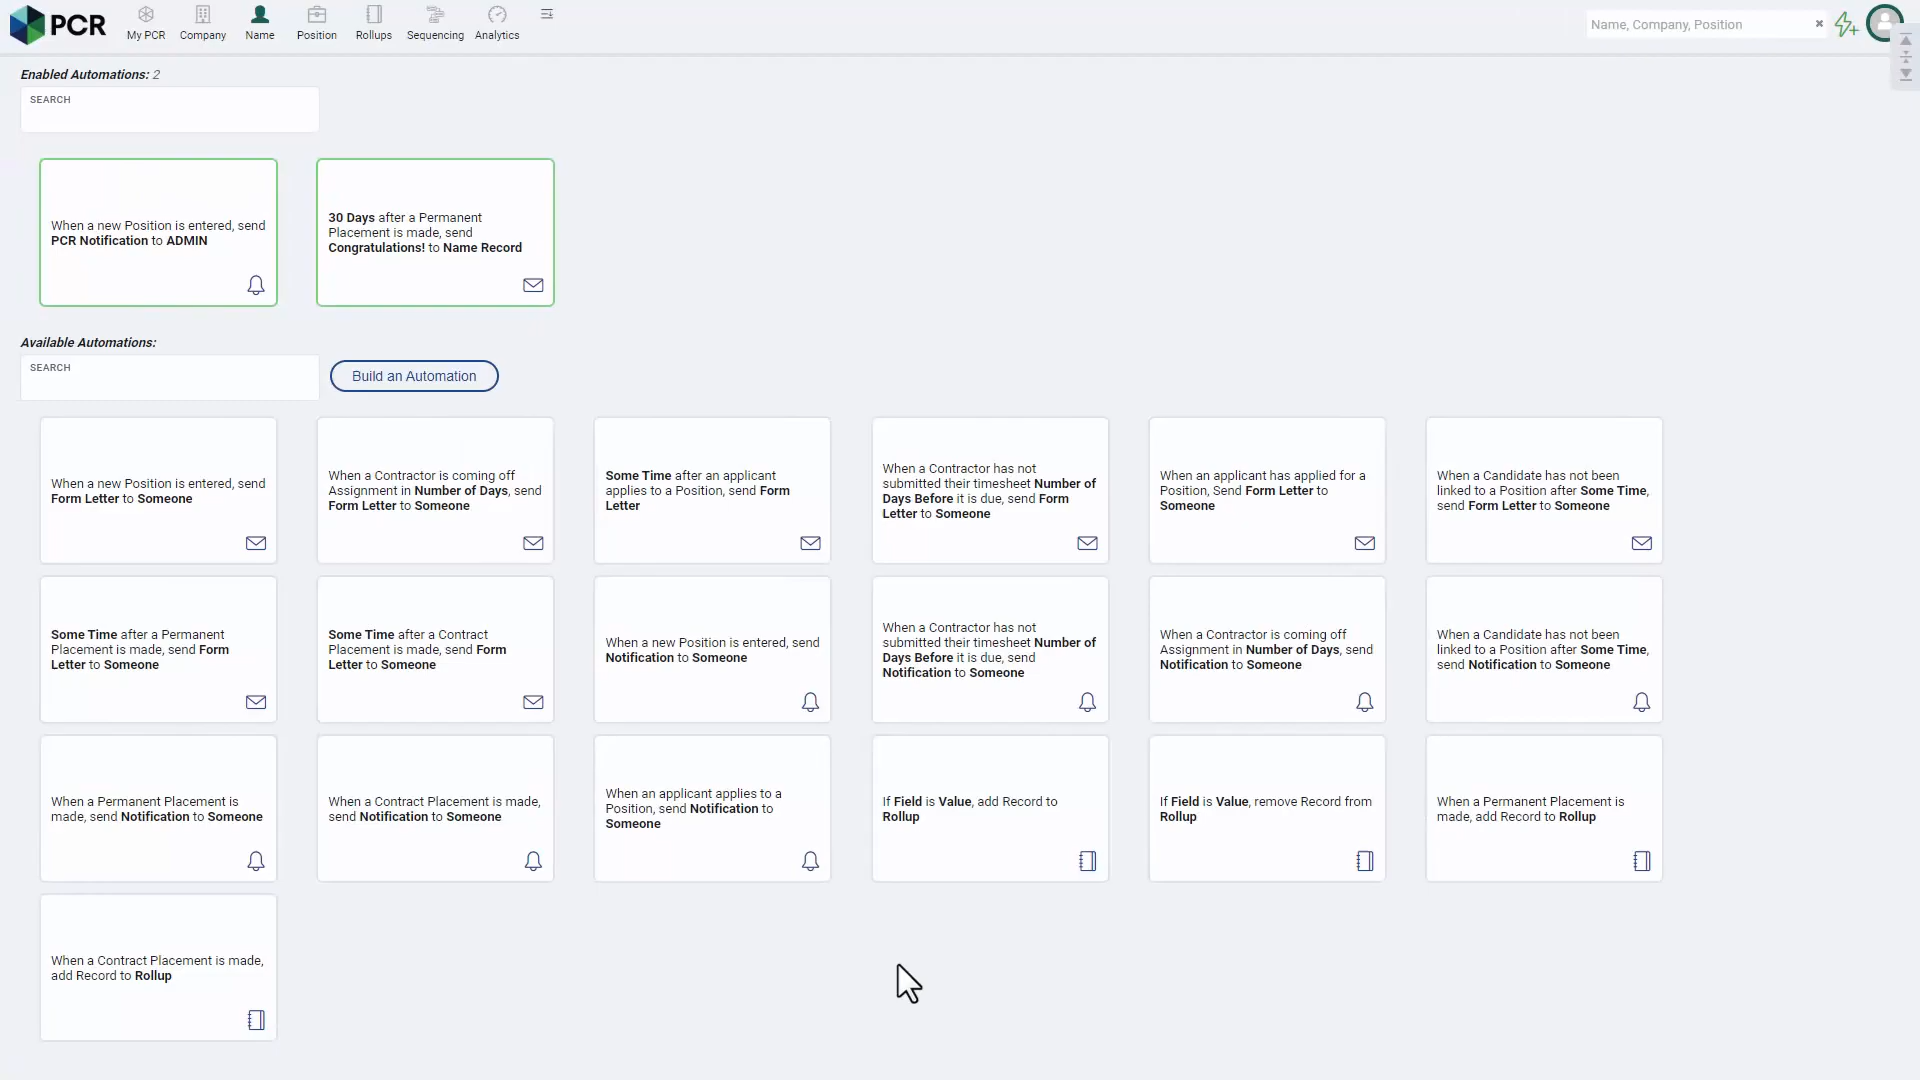 PCR
My PCR
Company
Name
Position
Rollups
Sequencing
Analytics
Name, Company, Position
Enabled Automations: 2
SEARCH
When a new Position is entered, send
PCR Notification to ADMIN
30 Days after a Permanent
Placement is made, send
Congratulations! to Name Record
Available Automations:
SEARCH
Build an Automation
When a new Position is entered, send
Form Letter to Someone
When a Contractor is coming off
Assignment in Number of Days, send
Form Letter to Someone
Some Time after an applicant
applies to a Position, send Form
Letter
When a Contractor has not
submitted their timesheet Number of
Days Before it is due, send Form
Letter to Someone
When an applicant has applied for a
Position, Send Form Letter to
Someone
When a Candidate has not been
linked to a Position after Some Time,
send Form Letter to Someone
Some Time after a Permanent
Placement is made, send Form
Letter to Someone
Some Time after a Contract
Placement is made, send Form
Letter to Someone
When a new Position is entered, send
Notification to Someone
When a Contractor has not
submitted their timesheet Number of
Days Before it is due, send
Notification to Someone
When a Contractor is coming off
Assignment in Number of Days, send
Notification to Someone
When a Candidate has not been
linked to a Position after Some Time,
send Notification to Someone
When a Permanent Placement is
made, send Notification to Someone
When a Contract Placement is made,
send Notification to Someone
When an applicant applies to a
Position, send Notification to
Someone
If Field is Value, add Record to
Rollup
If Field is Value, remove Record from
Rollup
When a Permanent Placement is
made, add Record to Rollup
When a Contract Placement is made,
add Record to Rollup